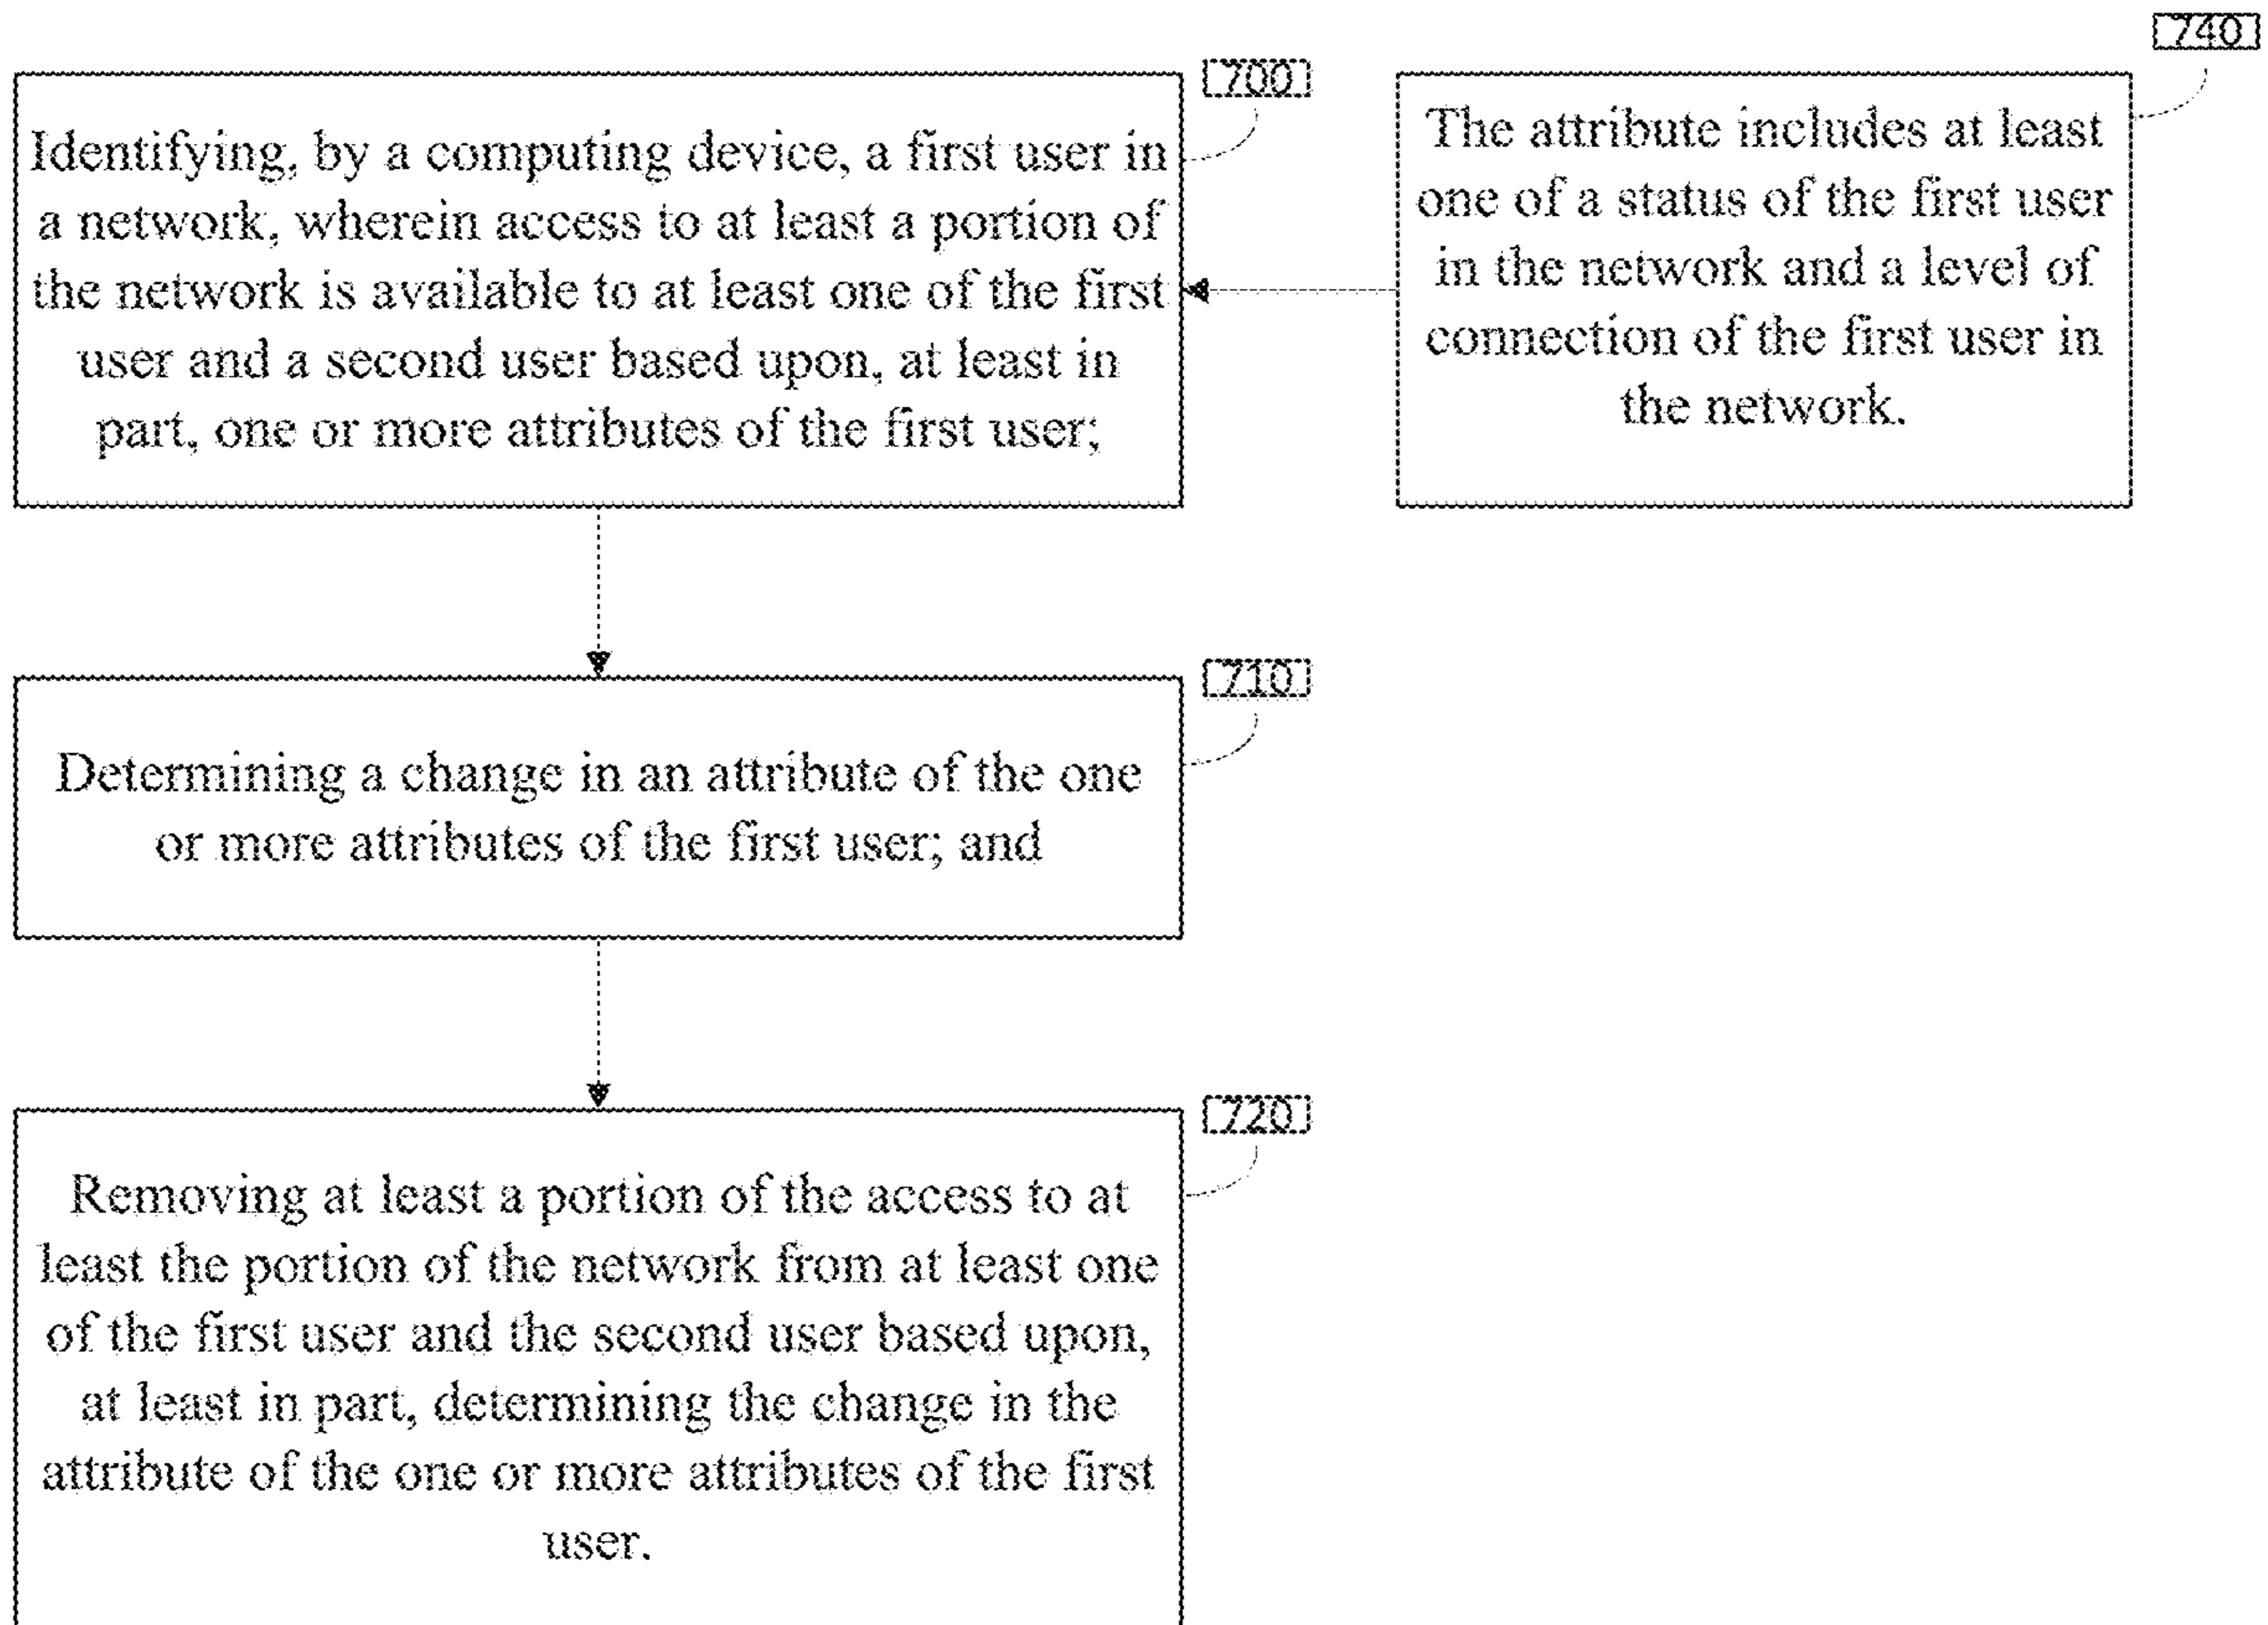 700
Identifying, by a computing device, a first user in
a network, wherein access to at least a portion of
the network is available to at least one of the first
user and a second user based upon, at least in
part, one or more attributes of the first user;
740
The attribute includes at least
one of a status of the first user
in the network and a level of
connection of the first user in
the network.
710
Determining a change in an attribute of the one
or more attributes of the first user; and
720
Removing at least a portion of the access to at
least the portion of the network from at least one
of the first user and the second user based upon,
at least in part, determining the change in the
attribute of the one or more attributes of the first
user.